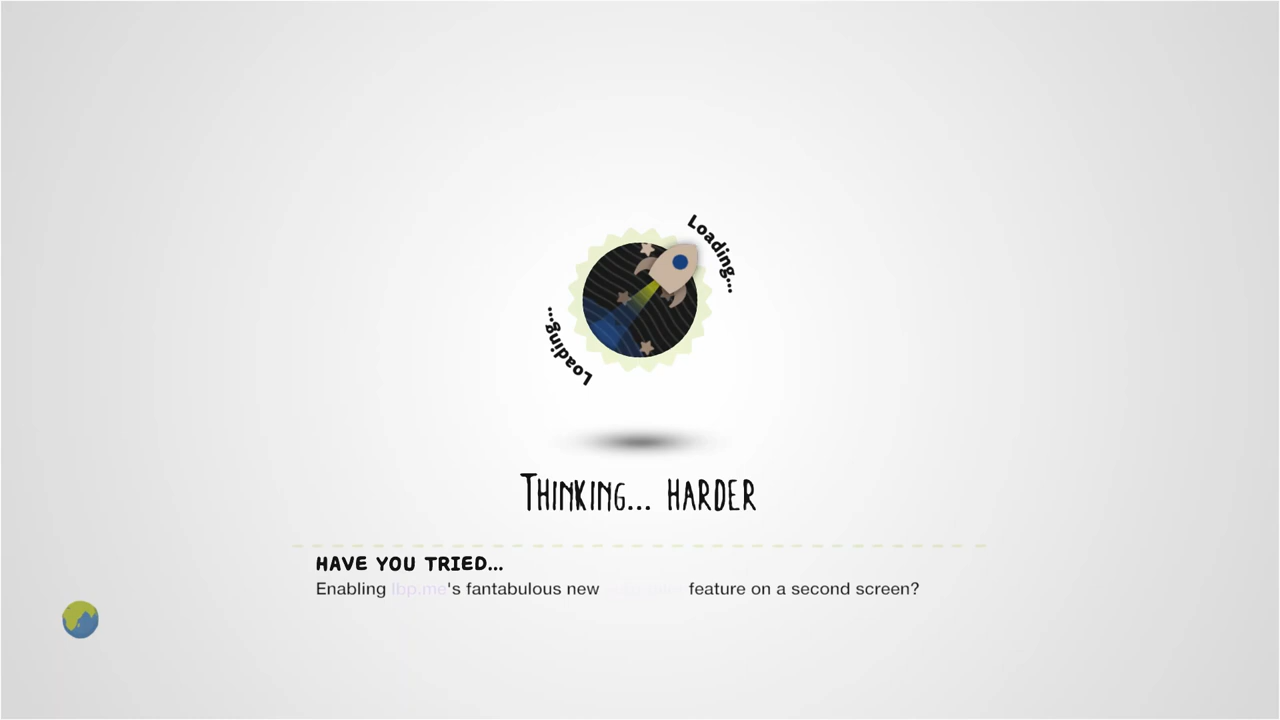 Loading...
Loading...
THINKING... HARDER
HAVE YOU TRIED...
Enabling lbp.me's fantabulous new feature on a second screen?